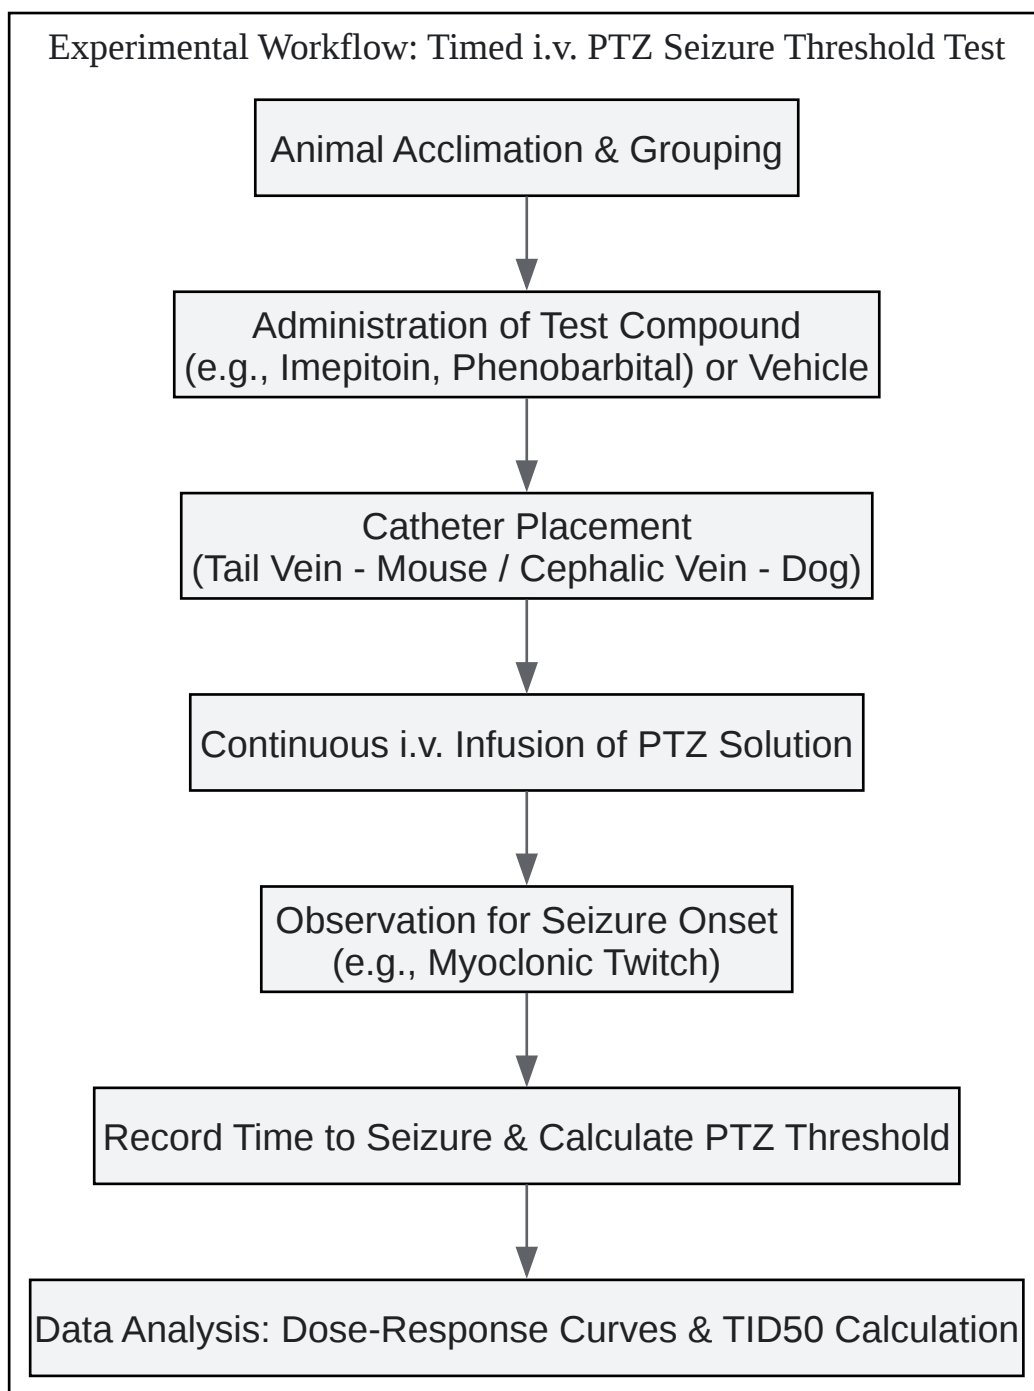 Experimental Workflow: Timed i.v. PTZ Seizure Threshold Test
Animal Acclimation & Grouping
Administration of Test Compound
(e.g., Imepitoin, Phenobarbital) or Vehicle
Catheter Placement
(Tail Vein - Mouse / Cephalic Vein - Dog)
Continuous i.v. Infusion of PTZ Solution
Observation for Seizure Onset
(e.g., Myoclonic Twitch)
Record Time to Seizure & Calculate PTZ Threshold
Data Analysis: Dose-Response Curves & TID50 Calculation